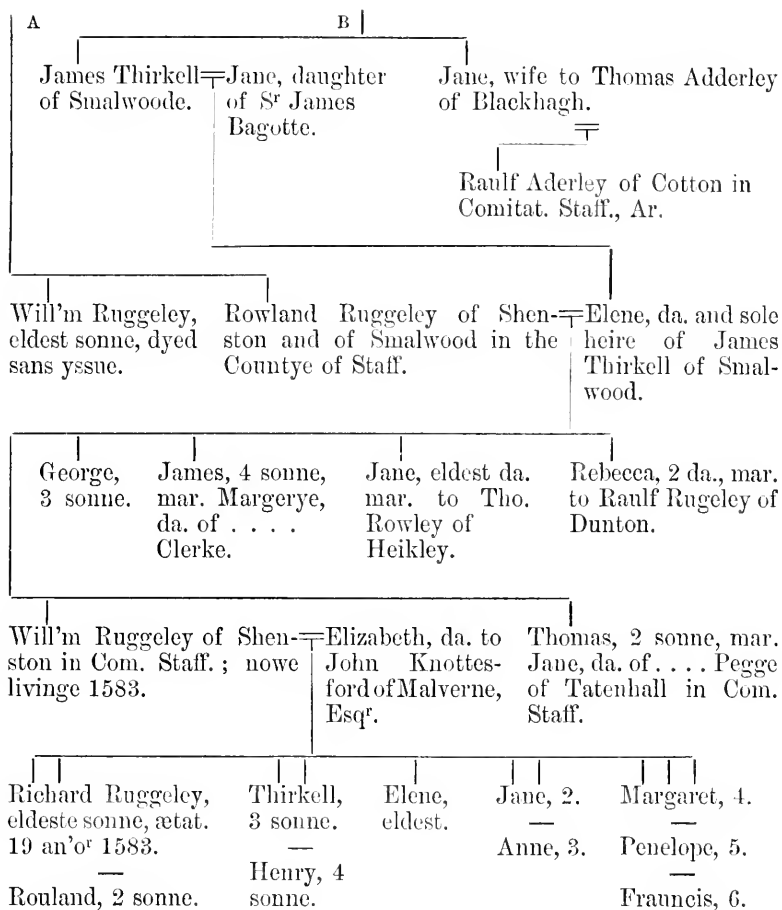 A
B
James Thirkell
of Smalwoode.
Jane, daughter
of Sr James
Bagotte.
Jane, wife to Thomas Adderley
of Blackhagh.
Raulf Aderley of Cotton in
Comitat. Staff., Ar.
Will'm Ruggeley,
eldest sonne, dyed
sans yssue.
Rowland Ruggeley of Shen-
ston and of Smalwood in the
Countye of Staff.
Elene, da. and sole
heire of James
Thirkell of Smal-
wood.
George,
3 sonne.
James, 4 sonne,
mar. Margerye,
da. of . . . .
Clerke.
Jane, eldest da.
mar. to Tho.
Rowley of
Heikley.
Rebecca, 2 da., mar.
to Raulf Rugeley of
Dunton.
Will'm Ruggeley of Shen-
ston in Com. Staff. ; nowe
livinge 1583.
Elizabeth, da. to
John Knottes-
ford of Malverne,
Esqr.
Thomas, 2 sonne, mar.
Jane, da. of . . . . Pegge
of Tatenhall in Com.
Staff.
Richard Ruggeley,
eldeste sonne, ætat.
19 an'or 1583.
—
Rouland, 2 sonne.
Thirkell,
3 sonne.
—
Henry, 4
sonne.
Elene,
eldest.
Jane, 2.
—
Anne, 3.
Margaret, 4.
—
Penelope, 5.
—
Frauncis, 6.